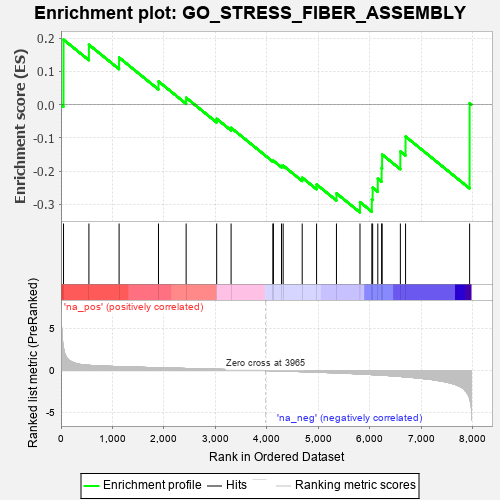 Enrichment plot: GO_STRESS_FIBER_ASSEMBLY
Enrichment score (ES)
0.2
0.1
0.0
-0.1
-0.2
-0.3
'na_pos' (positively correlated)
Ranked list metric (PreRanked)
5
0
-5
Zero cross at 3965
'na_neg' (negatively correlated)
0 1,000 2,000 3,000 4,000 5,000 6,000 7,000 8,000
Rank in Ordered Dataset
Enrichment profile Hits Ranking metric scores